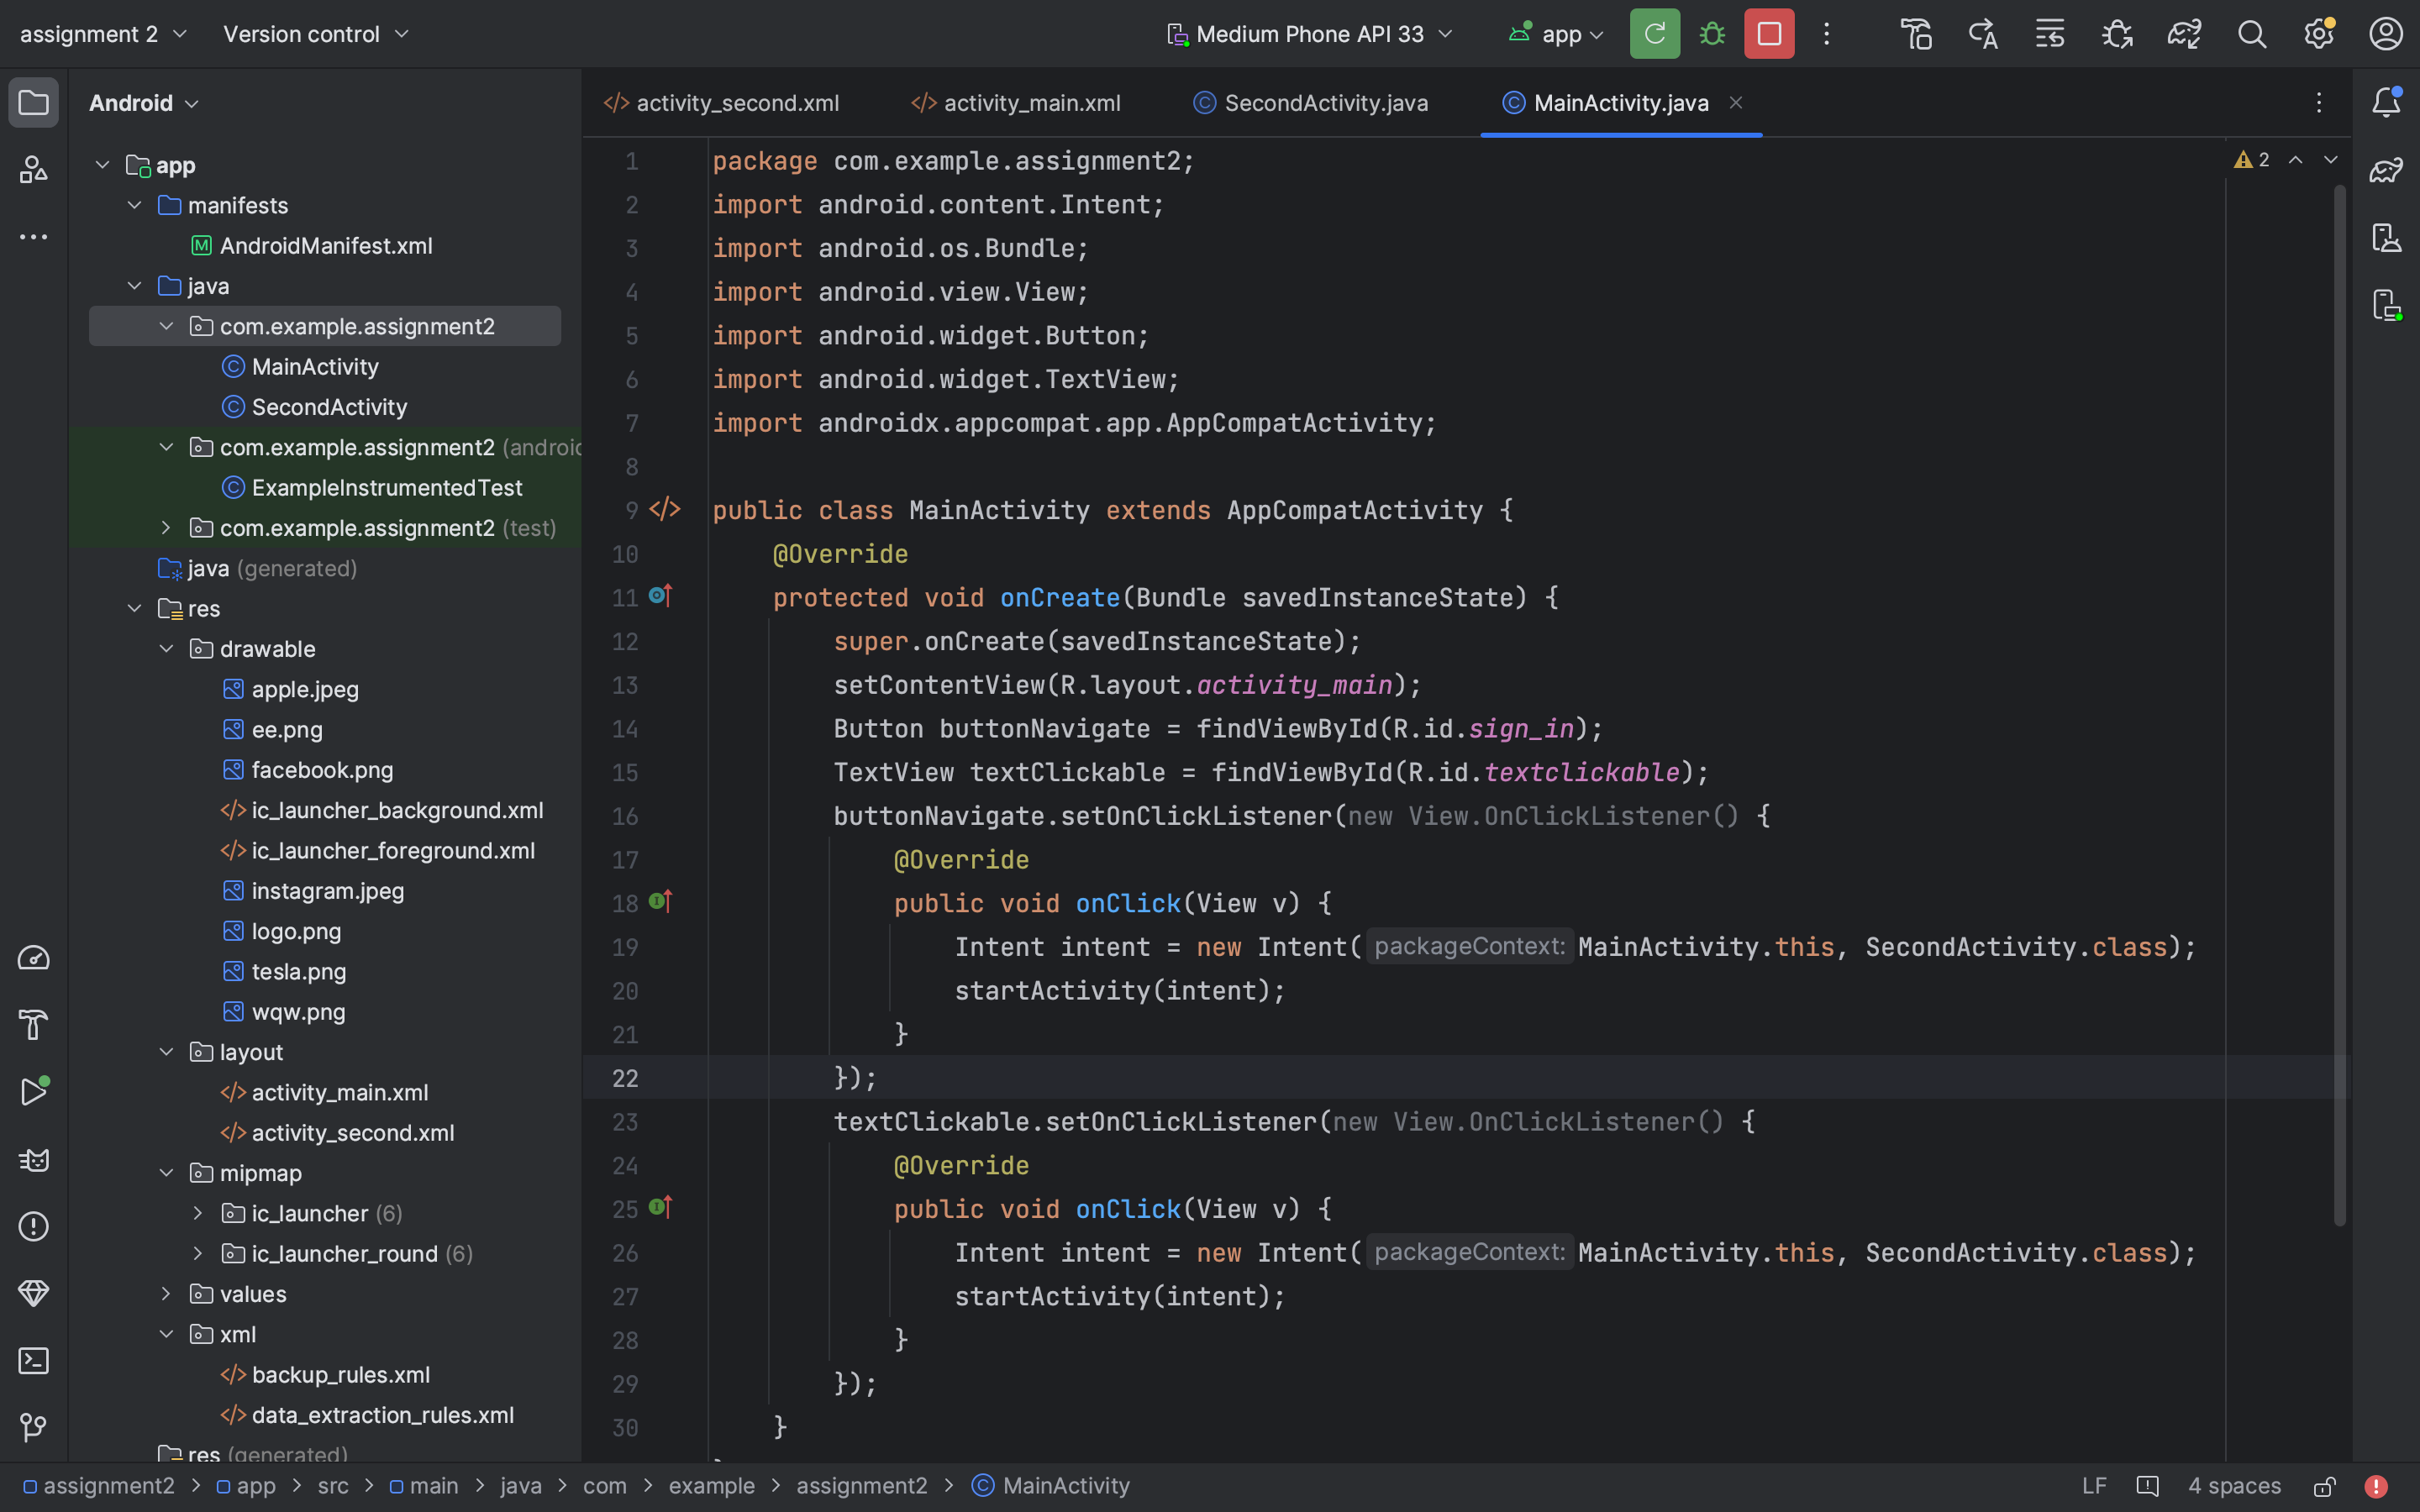 assignment 2
Version control
Medium Phone API 33
app
Android
activity_second.xml
activity_main.xml
SecondActivity.java
MainActivity.java
app
manifests
AndroidManifest.xml
java
com.example.assignment2
MainActivity
SecondActivity
com.example.assignment2 (android
ExampleInstrumentedTest
com.example.assignment2 (test)
java (generated)
res
drawable
apple.jpeg
ee.png
facebook.png
ic_launcher_background.xml
ic_launcher_foreground.xml
instagram.jpeg
logo.png
tesla.png
wqw.png
layout
activity_main.xml
activity_second.xml
mipmap
ic_launcher (6)
ic_launcher_round (6)
values
xml
backup_rules.xml
data_extraction_rules.xml
res (generated)
2
1 package com.example.assignment2;
2 import android.content.Intent;
3 import android.os.Bundle;
4 import android.view.View;
5 import android.widget.Button;
6 import android.widget.TextView;
7 import androidx.appcompat.app.AppCompatActivity;
8
9 public class MainActivity extends AppCompatActivity {
10 @Override
11 protected void onCreate(Bundle savedInstanceState) {
12 super.onCreate(savedInstanceState);
13 setContentView(R.layout.activity_main);
14 Button buttonNavigate = findViewById(R.id.sign_in);
15 TextView textClickable = findViewById(R.id.textclickable);
16 buttonNavigate.setOnClickListener(new View.OnClickListener() {
17 @Override
18 public void onClick(View v) {
19 Intent intent = new Intent( packageContext: MainActivity.this, SecondActivity.class);
20 startActivity(intent);
21 }
22 });
23 textClickable.setOnClickListener(new View.OnClickListener() {
24 @Override
25 public void onClick(View v) {
26 Intent intent = new Intent( packageContext: MainActivity.this, SecondActivity.class);
27 startActivity(intent);
28 }
29 });
30 }
assignment2 > app > src > main > java > com > example > assignment2 > MainActivity
LF
4 spaces